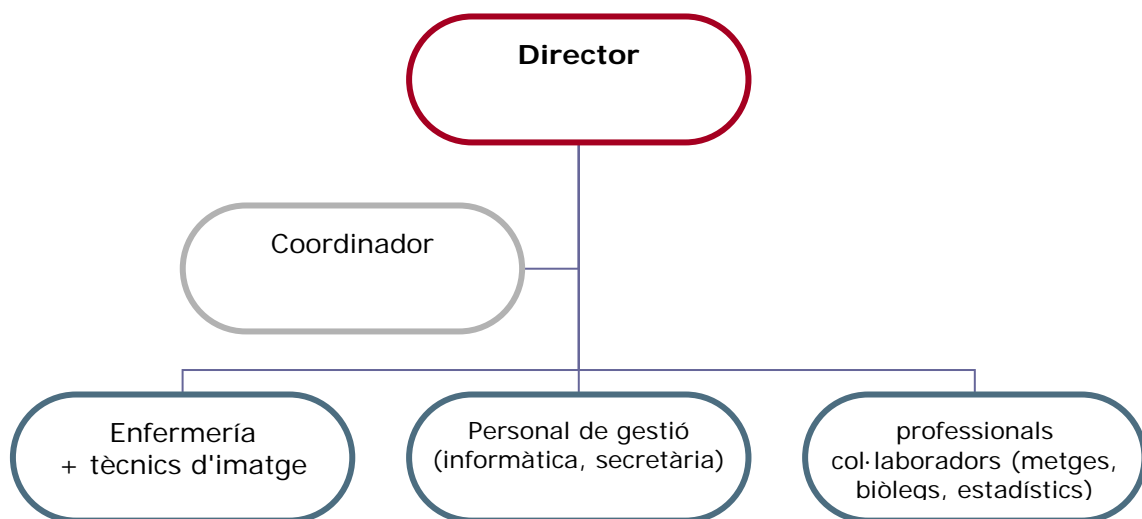 Director
Coordinador
Enfermería
+ tècnics d'imatge
Personal de gestió
(informàtica, secretària)
professionals
col·laboradors (metges,
biòlegs, estadístics)